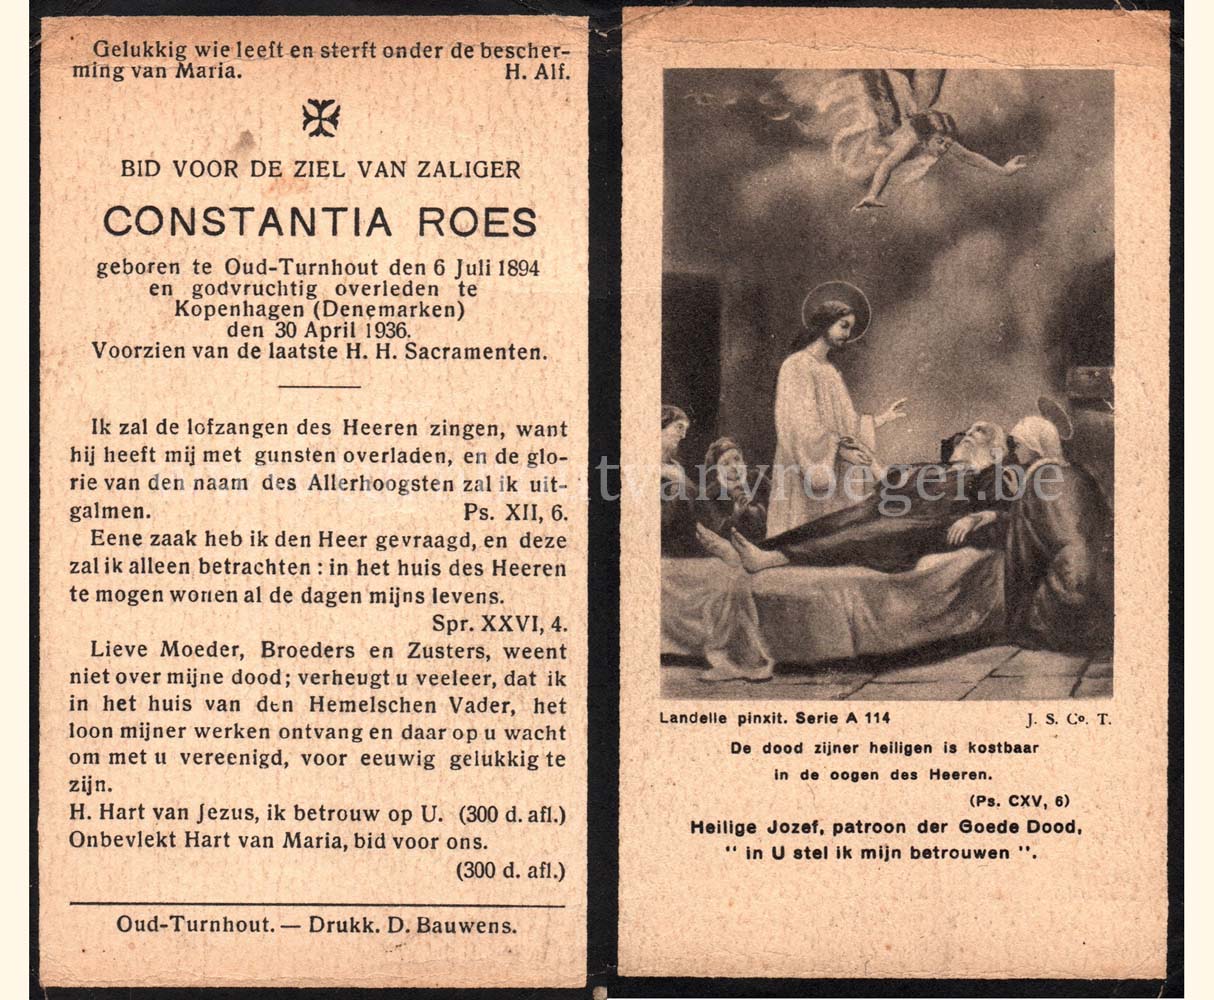 Gelukkig wie leeft en sterft onder de bescher-
ming van Maria. H. Alf.
BID VOOR DE ZIEL VAN ZALIGER
CONSTANTIA ROES
geboren te Oud-Turnhout den 6 Juli 1894
en godvruchtig overleden te
Kopenhagen (Denemarken)
den 30 April 1936.
Voorzien van de laatste H. H. Sacramenten.
Ik zal de lofzangen des Heeren zingen, want
hij heeft mij met gunsten overladen, en de glo-
rie van den naam des Allerhoogsten zal ik uit-
galmen. Ps. XII, 6.
Eene zaak heb ik den Heer gevraagd, en deze
zal ik alleen betrachten : in het huis des Heeren
te mogen wonen al de dagen mijns levens.
Spr. XXVI, 4.
Lieve Moeder, Broeders en Zusters, weent
niet over mijne dood ; verheugt u veeleer, dat ik
in het huis van den Hemelschen Vader, het
loon mijner werken ontvang en daar op u wacht
om met u vereenigd, voor eeuwig gelukkig te
zijn.
H. Hart van Jezus, ik betrouw op U. (300 d. afl.)
Onbevlekt Hart van Maria, bid voor ons.
(300 d. afl.)
Oud-Turnhout. — Drukk. D. Bauwens.
Landelle pinxit. Serie A 114 J. S. Co. T.
De dood zijner heiligen is kostbaar
in de oogen des Heeren.
(Ps. CXV, 6)
Heilige Jozef, patroon der Goede Dood,
" in U stel ik mijn betrouwen ".